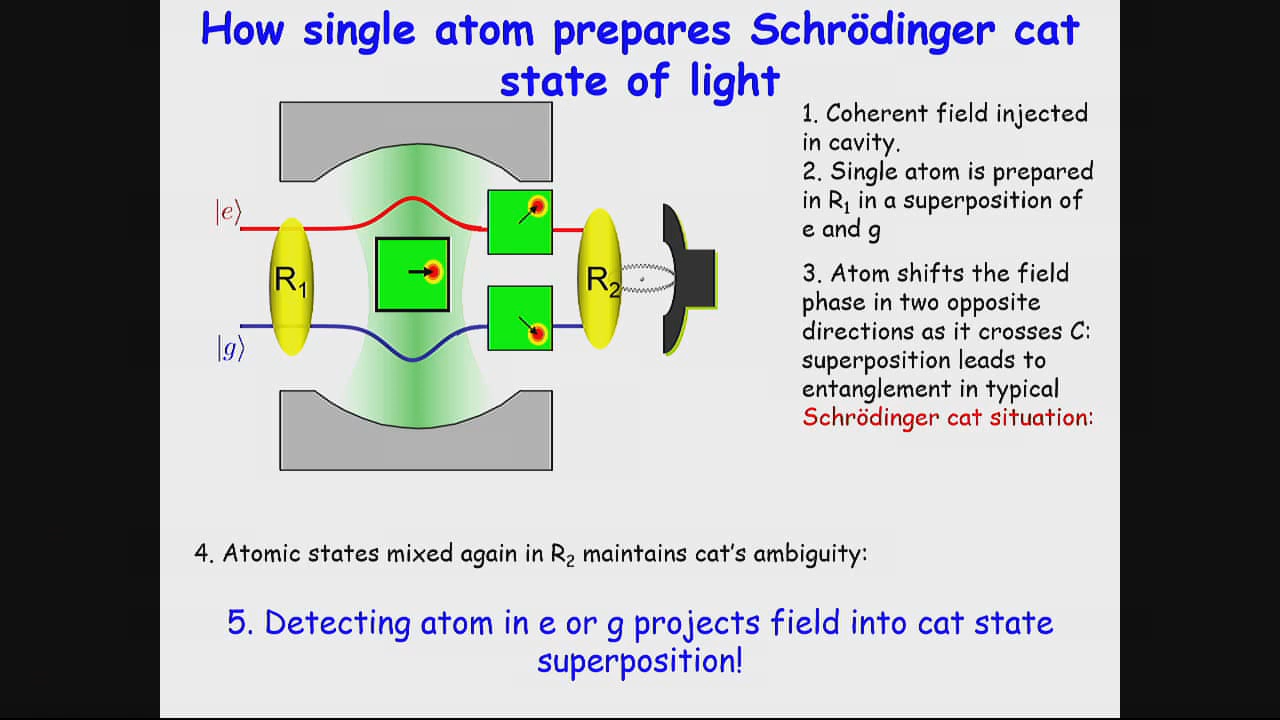 How single atom prepares Schrödinger cat
state of light
1. Coherent field injected
in cavity.
2. Single atom is prepared
in R₁ in a superposition of
e and g
|e⟩
R₁
R₂
|g⟩
3. Atom shifts the field
phase in two opposite
directions as it crosses C:
superposition leads to
entanglement in typical
Schrödinger cat situation:
4. Atomic states mixed again in R₂ maintains cat's ambiguity:
5. Detecting atom in e or g projects field into cat state
superposition!